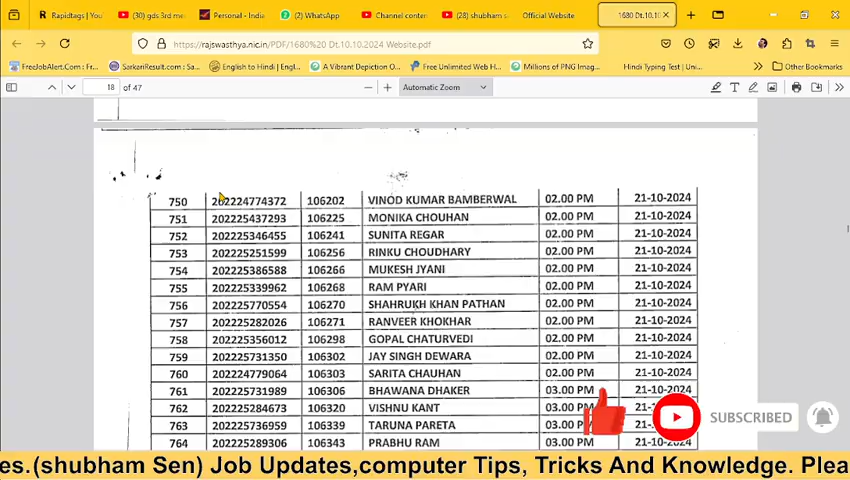 Rapidtags | You
(30) gds 3rd me
Personal - India
(2) WhatsApp
Channel conten
(28) shubham s
Official Website
1680 Dt.10.10
https://rajswasthya.nic.in/PDF/1680%20 Dt.10.10.2024 Website.pdf
FreeJobAlert.Com
SarkariResult.com : Sa...
English to Hindi | Engl...
A Vibrant Depiction O...
Free Unlimited Web H...
Millions of PNG Imag...
Hindi Typing Test | Uni...
Other Bookmarks
18 of 47
Automatic Zoom
750 202224774372 106202 VINOD KUMAR BAMBERWAL 02.00 PM 21-10-2024
751 202225437293 106225 MONIKA CHOUHAN 02.00 PM 21-10-2024
752 202225346455 106241 SUNITA REGAR 02.00 PM 21-10-2024
753 202225251599 106256 RINKU CHOUDHARY 02.00 PM 21-10-2024
754 202225386588 106266 MUKESH JYANI 02.00 PM 21-10-2024
755 202225339962 106268 RAM PYARI 02.00 PM 21-10-2024
756 202225770554 106270 SHAHRUKH KHAN PATHAN 02.00 PM 21-10-2024
757 202225282026 106271 RANVEER KHOKHAR 02.00 PM 21-10-2024
758 202225356012 106298 GOPAL CHATURVEDI 02.00 PM 21-10-2024
759 202225731350 106302 JAY SINGH DEWARA 02.00 PM 21-10-2024
760 202224779064 106303 SARITA CHAUHAN 02.00 PM 21-10-2024
761 202225731989 106306 BHAWANA DHAKER 03.00 PM 21-10-2024
762 202225284673 106320 VISHNU KANT 03.00 PM 21-10-2024
763 202225736959 106339 TARUNA PARETA 03.00 PM 21-10-2024
764 202225289306 106343 PRABHU RAM 03.00 PM 21-10-2024
SUBSCRIBED
es.(shubham Sen) Job Updates,computer Tips, Tricks And Knowledge. Plea